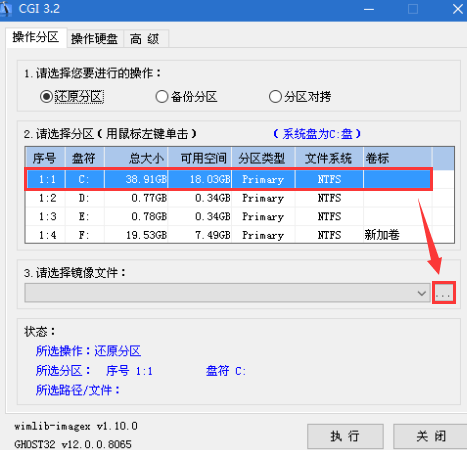 CGI 3.2
操作分区 操作硬盘 高 级
1.请选择您要进行的操作：
还原分区 备份分区 分区对拷
2.请选择分区(用鼠标左键单击) (系统盘为C:盘)
序号 盘符 总大小 可用空间 分区类型 文件系统 卷标
1:1 C: 38.91GB 18.03GB Primary NTFS
1:2 D: 0.77GB 0.34GB Primary NTFS
1:3 E: 0.78GB 0.34GB Primary NTFS
1:4 F: 19.53GB 7.49GB Primary NTFS 新加卷
3.请选择镜像文件：
...
状态：
所选操作：还原分区
所选分区： 序号 1:1 盘符 C:
所选路径/文件：
wimlib-imagex v1.10.0
GHOST32 v12.0.0.8065
执 行 关 闭